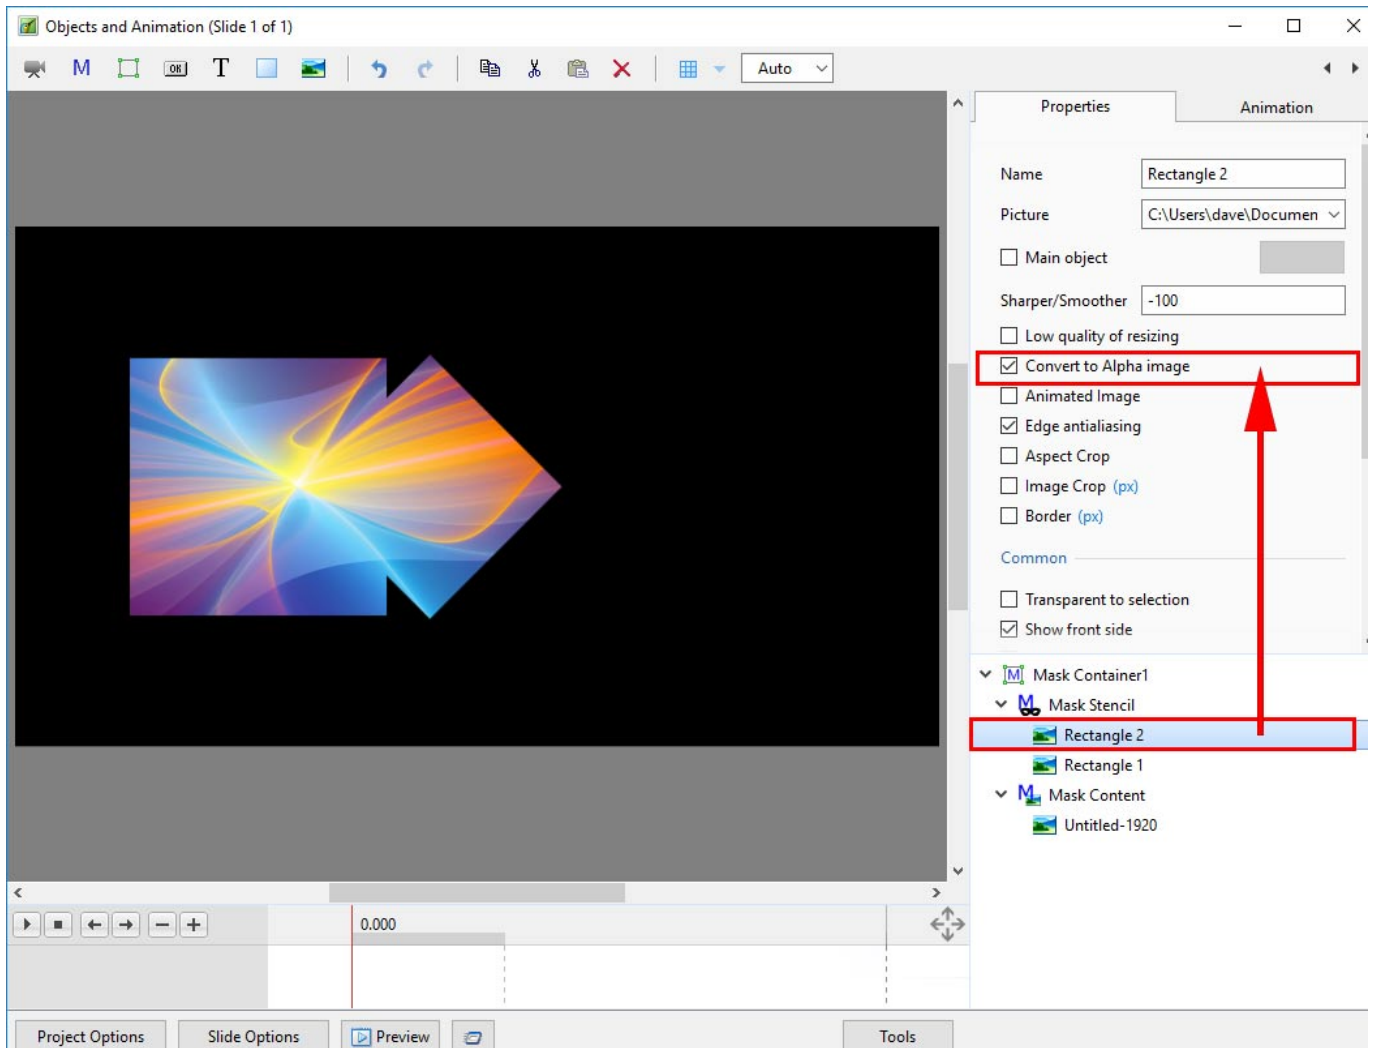 Objects and Animation (Slide 1 of 1)
M OK T Auto
Properties Animation
Name Rectangle 2
Picture C:\Users\dave\Documen
Main object
Sharper/Smoother -100
Low quality of resizing
Convert to Alpha image
Animated Image
Edge antialiasing
Aspect Crop
Image Crop (px)
Border (px)
Common
Transparent to selection
Show front side
M Mask Container1
M Mask Stencil
Rectangle 2
Rectangle 1
M Mask Content
Untitled-1920
0.000
Project Options Slide Options Preview Tools